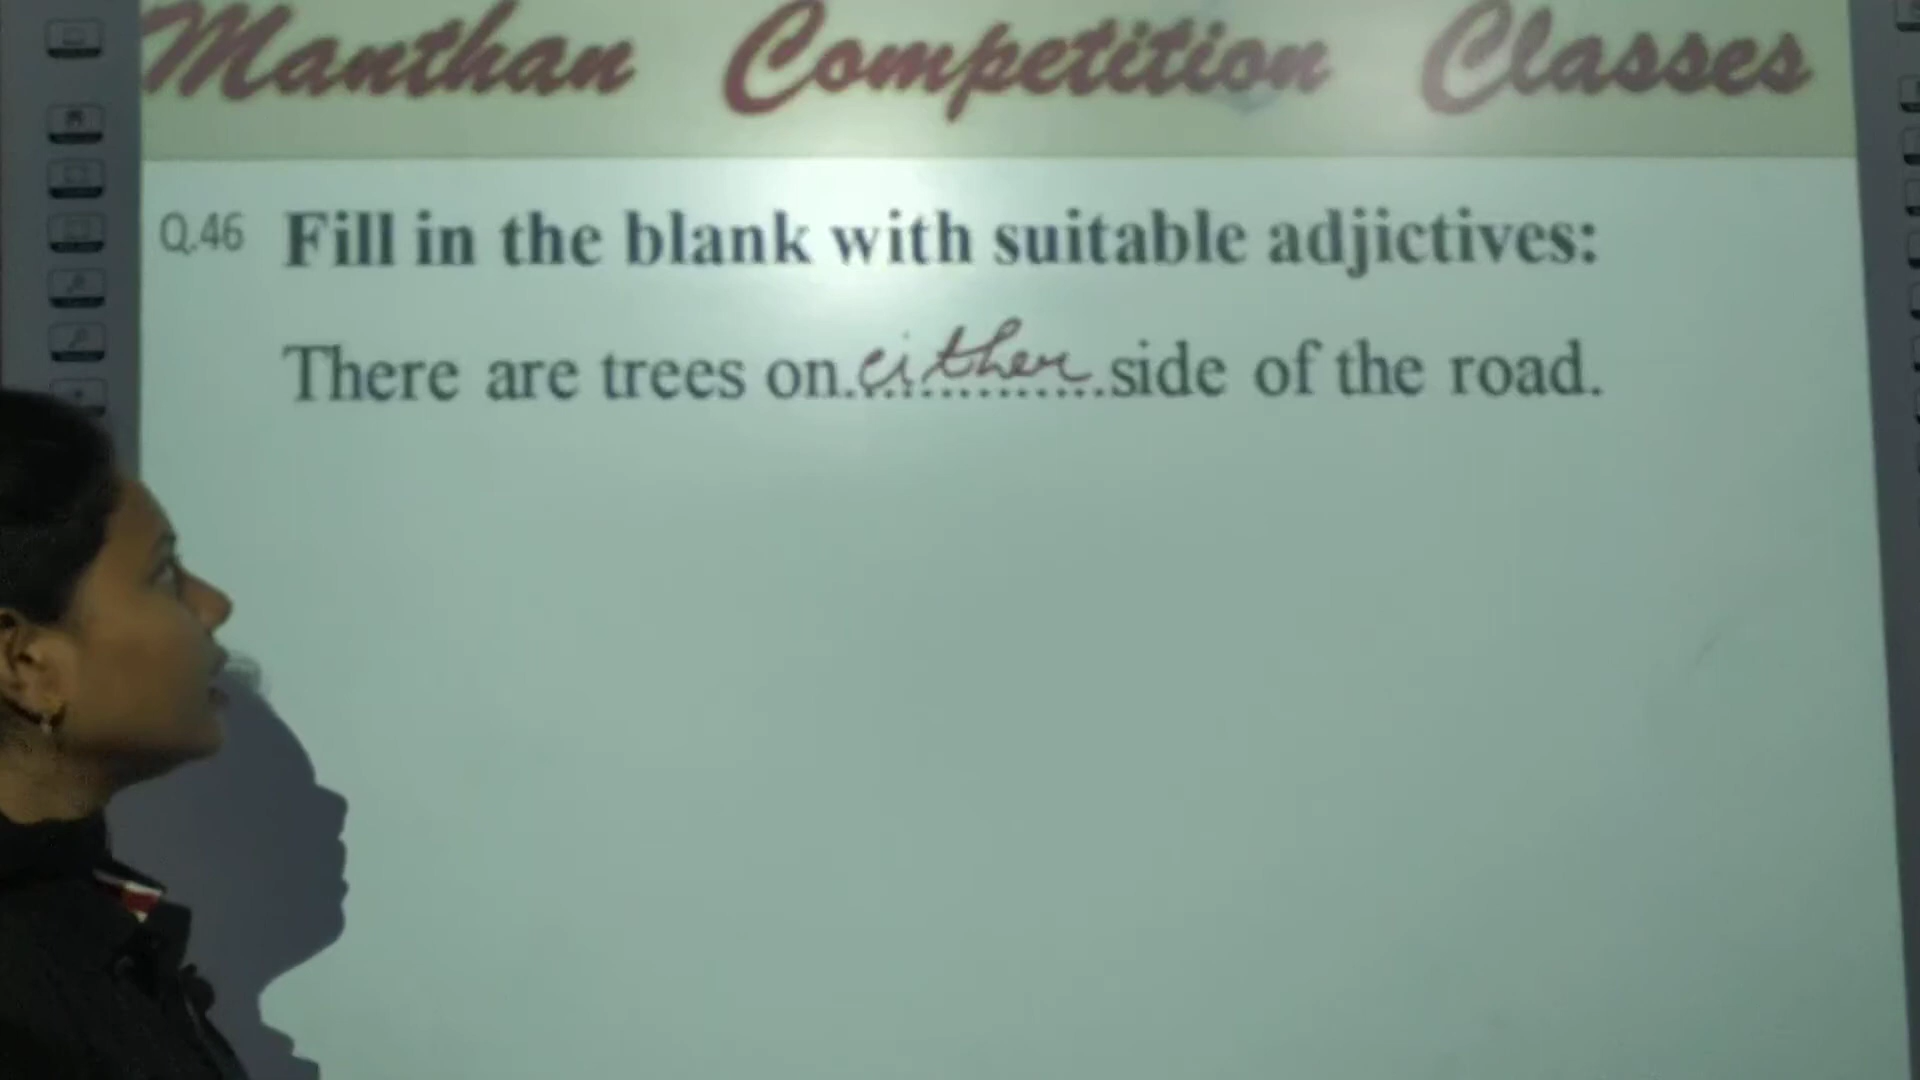 Manthan Competition Classes
Q.46 Fill in the blank with suitable adjictives:
There are trees on.either.side of the road.